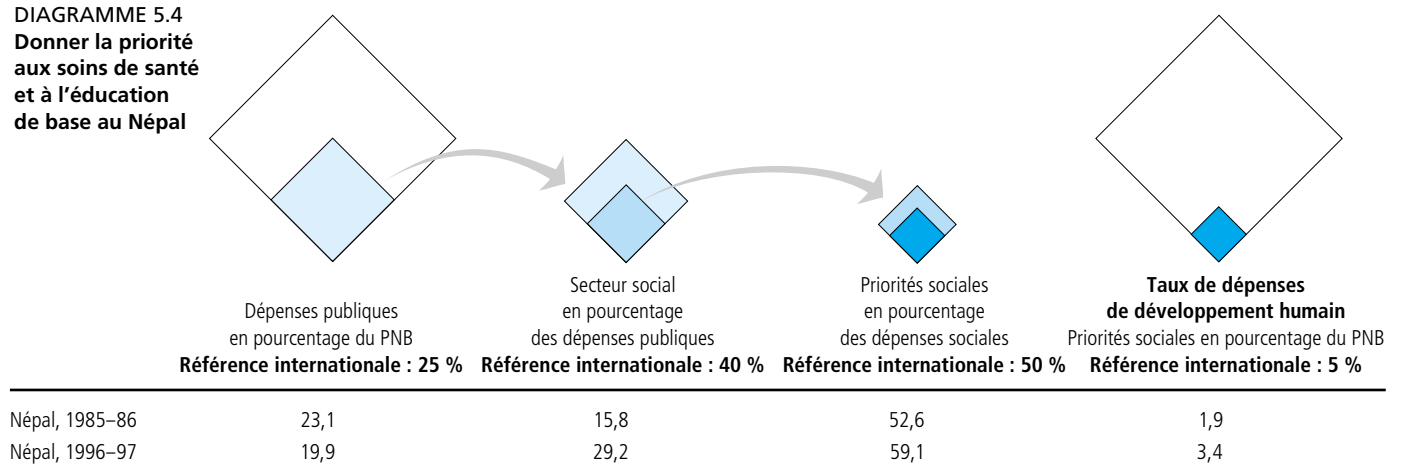 DIAGRAMME 5.4
Donner la priorité
aux soins de santé
et à l’éducation
de base au Népal
Dépenses publiques
en pourcentage du PNB
Référence internationale : 25 %
Secteur social
en pourcentage
des dépenses publiques
Référence internationale : 40 %
Priorités sociales
en pourcentage
des dépenses sociales
Référence internationale : 50 %
Taux de dépenses
de développement humain
Priorités sociales en pourcentage du PNB
Référence internationale : 5 %
Népal, 1985–86 23,1 15,8 52,6 1,9
Népal, 1996–97 19,9 29,2 59,1 3,4